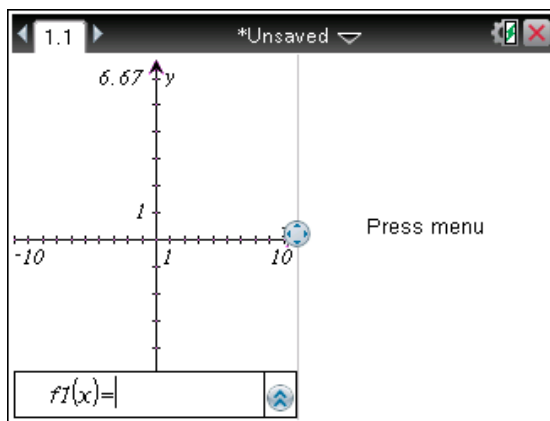 1.1 *Unsaved
6.67 y
1
-10 1 10
Press menu
f1(x)=